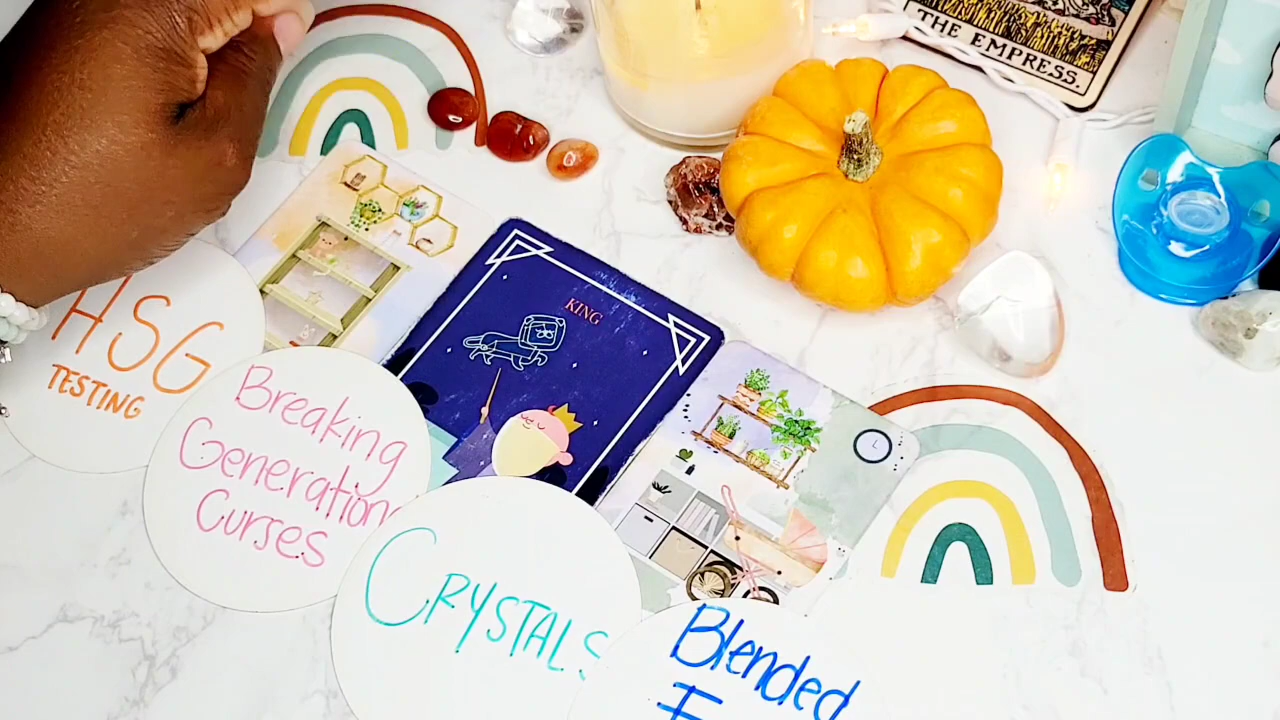 THE EMPRESS.
KING
HSG
TESTING
Breaking
Generation
Curses
CRYSTALS
Blended